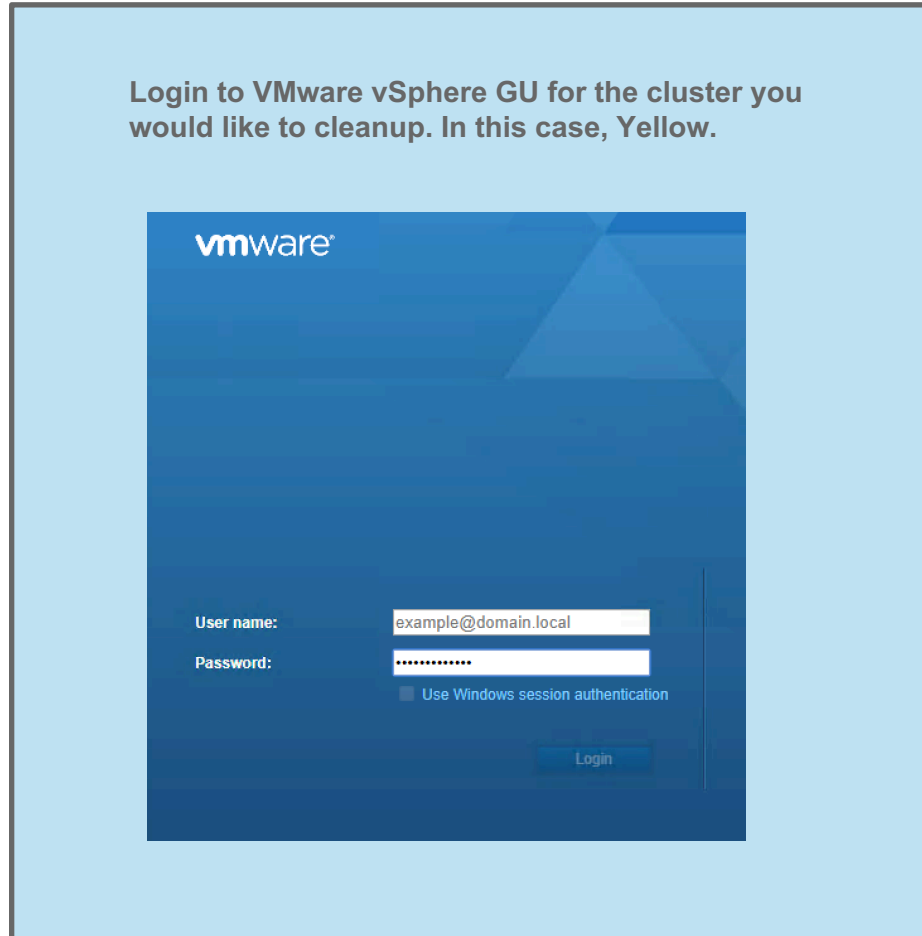 Login to VMware vSphere GU for the cluster you
would like to cleanup. In this case, Yellow.
vmware®
User name:
example@domain.local
Password:
•••••••••••••
Use Windows session authentication
Login